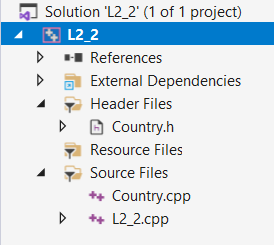 Solution 'L2_2' (1 of 1 project)
L2_2
References
External Dependencies
Header Files
Country.h
Resource Files
Source Files
Country.cpp
L2_2.cpp